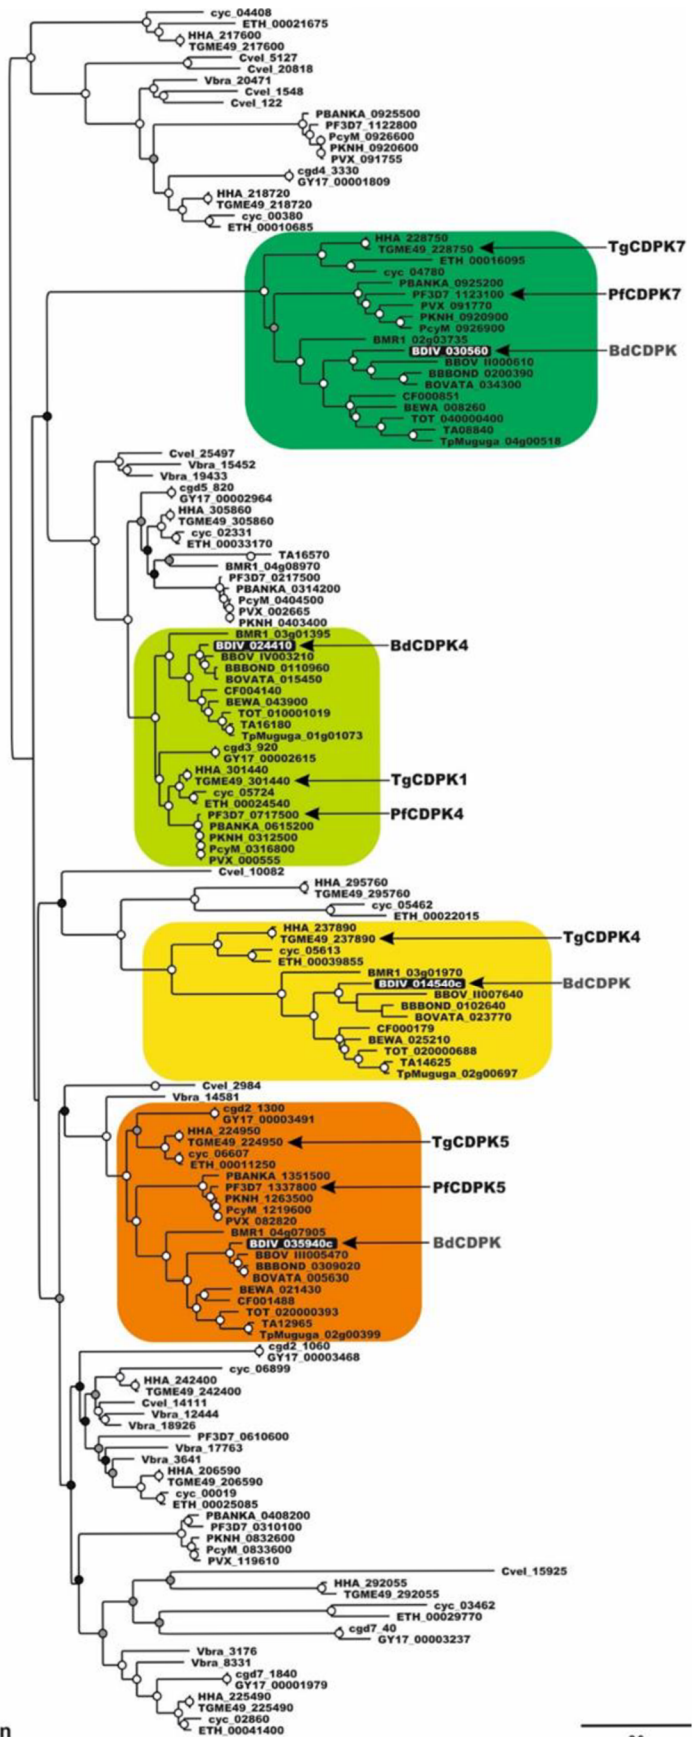 cyc_04408
ETH_00021675
HHA_217600
TGME49_217600
Cvel_5127
Cvel_20818
Vbra_20471
Cvel_1548
Cvel_122
PBANKA_0925500
PF3D7_1122800
PcyM_0926600
PKNH_0920600
PVX_091755
cgd4_3330
GY17_00001809
HHA_218720
TGME49_218720
cyc_00380
ETH_00010685
HHA_228750
TGME49_228750 TgCDPK7
ETH_00016095
cyc_04780
PBANKA_0925200
PF3D7_1123100 PfCDPK7
PVX_091770
PKNH_0920900
PcyM_0926900
BMR1_02g03735
BDIV_030560 BdCDPK
BBOV_II000610
BBBOND_0200390
BOVATA_034300
CF000851
BEWA_008260
TOT_040000400
TA08840
TpMuguga_04g00518
Cvel_25497
Vbra_15452
Vbra_19433
cgd5_820
GY17_00002964
HHA_305860
TGME49_305860
cyc_02331
ETH_00033170
TA16570
BMR1_04g08970
PF3D7_0217500
PBANKA_0314200
PcyM_0404500
PVX_002665
PKNH_0403400
BMR1_03g01395
BDIV_024410 BdCDPK4
BBOV_IV003210
BBBOND_0110960
BOVATA_015450
CF004140
BEWA_043900
TOT_010001019
TA16180
TpMuguga_01g01073
cgd3_920
GY17_00002615
HHA_301440
TGME49_301440 TgCDPK1
cyc_05724
ETH_00024540
PF3D7_0717500 PfCDPK4
PBANKA_0615200
PKNH_0312500
PcyM_0316800
PVX_000555
Cvel_10082
HHA_295760
TGME49_295760
cyc_05462
ETH_00022015
HHA_237890
TGME49_237890 TgCDPK4
cyc_05613
ETH_00039855
BMR1_03g01970
BDIV_014540c BdCDPK
BBOV_II007640
BBBOND_0102640
BOVATA_023770
CF000179
BEWA_025210
TOT_020000688
TA14625
TpMuguga_02g00697
Cvel_2984
Vbra_14581
cgd2_1300
GY17_00003491
HHA_224950
TGME49_224950 TgCDPK5
cyc_06607
ETH_00011250
PBANKA_1351500
PF3D7_1337800 PfCDPK5
PKNH_1263500
PcyM_1219600
PVX_082820
BMR1_04g07905
BDIV_035940c BdCDPK
BBOV_III005470
BBBOND_0309020
BOVATA_005630
BEWA_021430
CF001488
TOT_020000393
TA12965
TpMuguga_02g00399
cgd2_1060
GY17_00003468
cyc_06899
HHA_242400
TGME49_242400
Cvel_14111
Vbra_12444
Vbra_18926
PF3D7_0610600
Vbra_17763
Vbra_3641
HHA_206590
TGME49_206590
cyc_00019
ETH_00025085
PBANKA_0408200
PF3D7_0310100
PKNH_0832600
PcyM_0833600
PVX_119610
Cvel_15925
HHA_292055
TGME49_292055
cyc_03462
ETH_00029770
cgd7_40
GY17_00003237
Vbra_3176
Vbra_8331
cgd7_1840
GY17_00001979
HHA_225490
TGME49_225490
cyc_02860
ETH_00041400
n